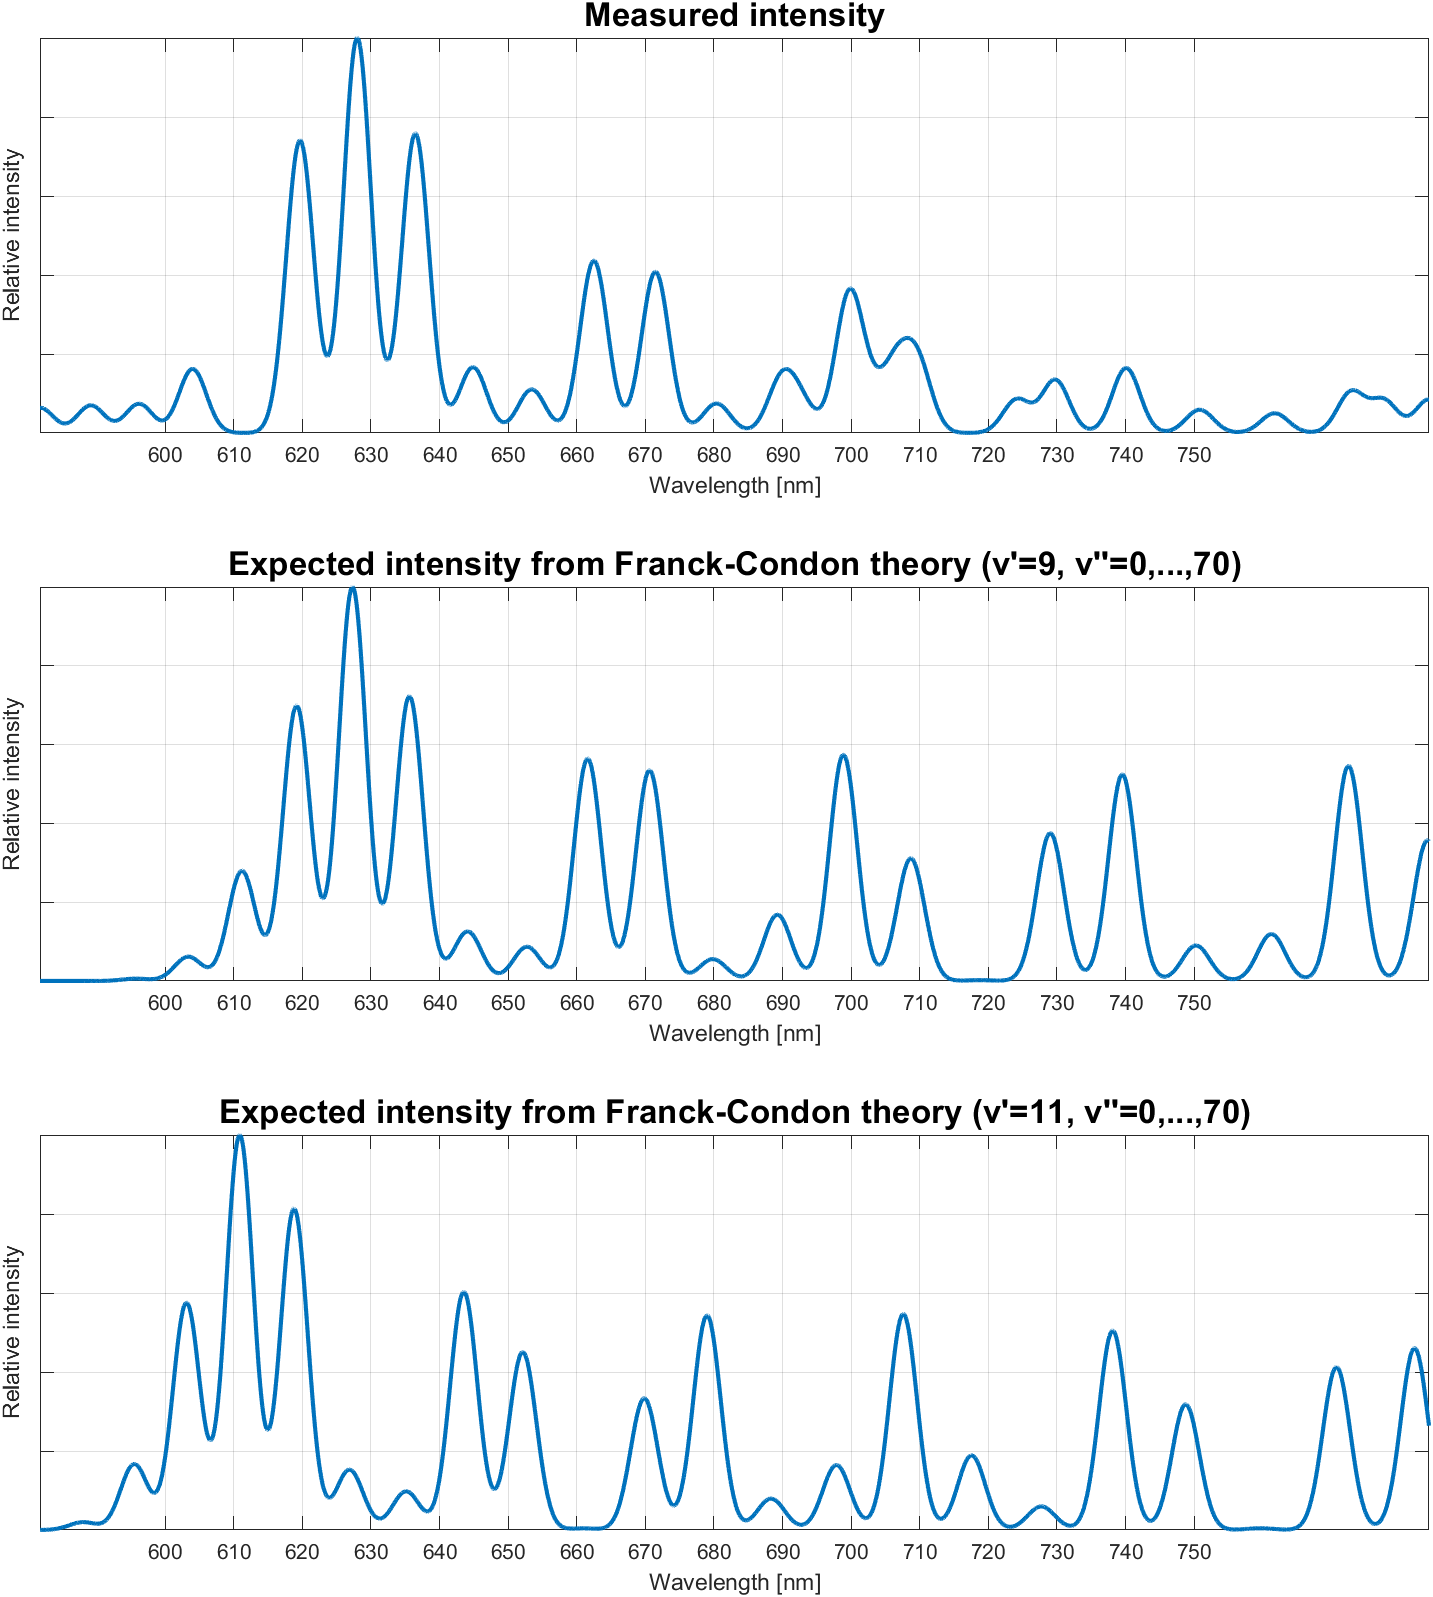 Measured intensity
Relative intensity
600 610 620 630 640 650 660 670 680 690 700 710 720 730 740 750
Wavelength [nm]
Expected intensity from Franck-Condon theory (v'=9, v''=0,...,70)
Relative intensity
600 610 620 630 640 650 660 670 680 690 700 710 720 730 740 750
Wavelength [nm]
Expected intensity from Franck-Condon theory (v'=11, v''=0,...,70)
Relative intensity
600 610 620 630 640 650 660 670 680 690 700 710 720 730 740 750
Wavelength [nm]